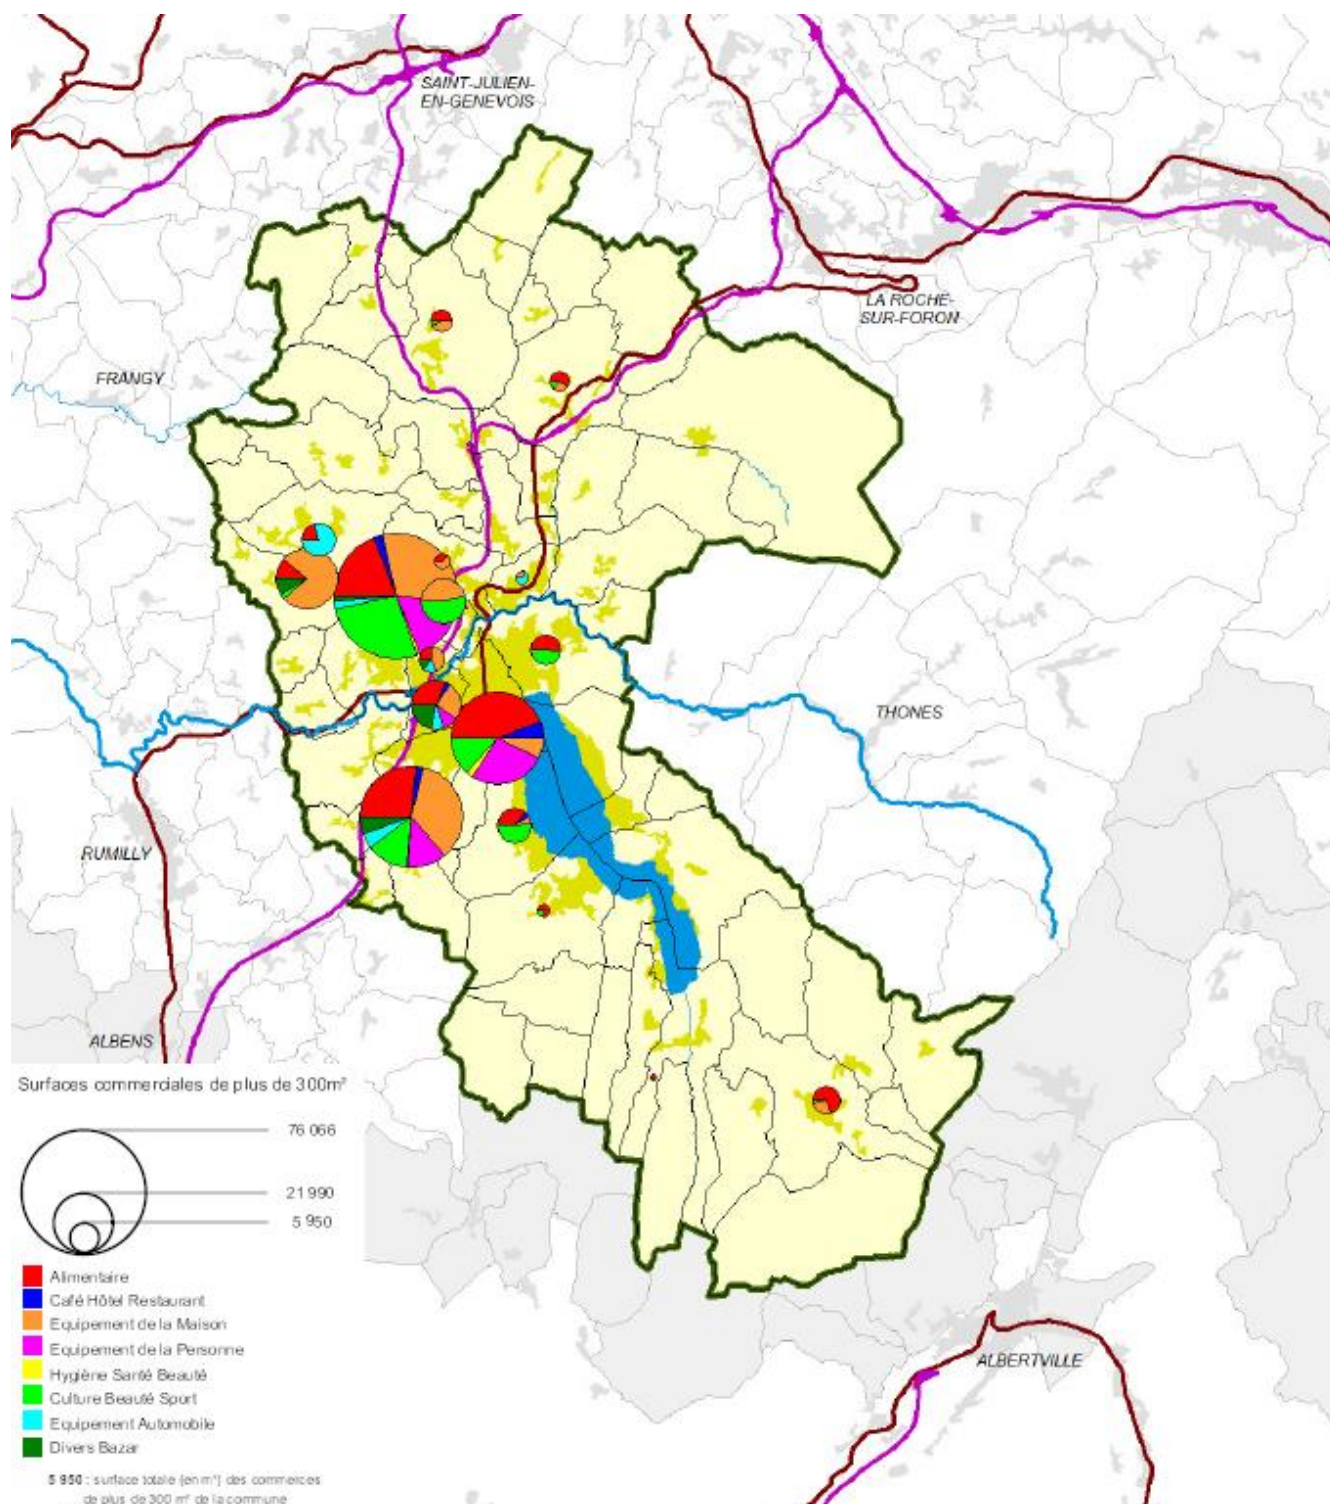 SAINT-JULIEN-
EN-GENEVOIS
LA ROCHE-
SUR-FORON
FRANGY
THONES
RUMILLY
ALBENS
Surfaces commerciales de plus de 300m²
76 066
21 990
5 950
Alimentaire
Café Hôtel Restaurant
Equipement de la Maison
Equipement de la Personne
Hygiène Santé Beauté
Culture Beauté Sport
Equipement Automobile
Divers Bazar
ALBERTVILLE
5 950 : surface totale (en m²) des commerces
de plus de 300 m² de la commune